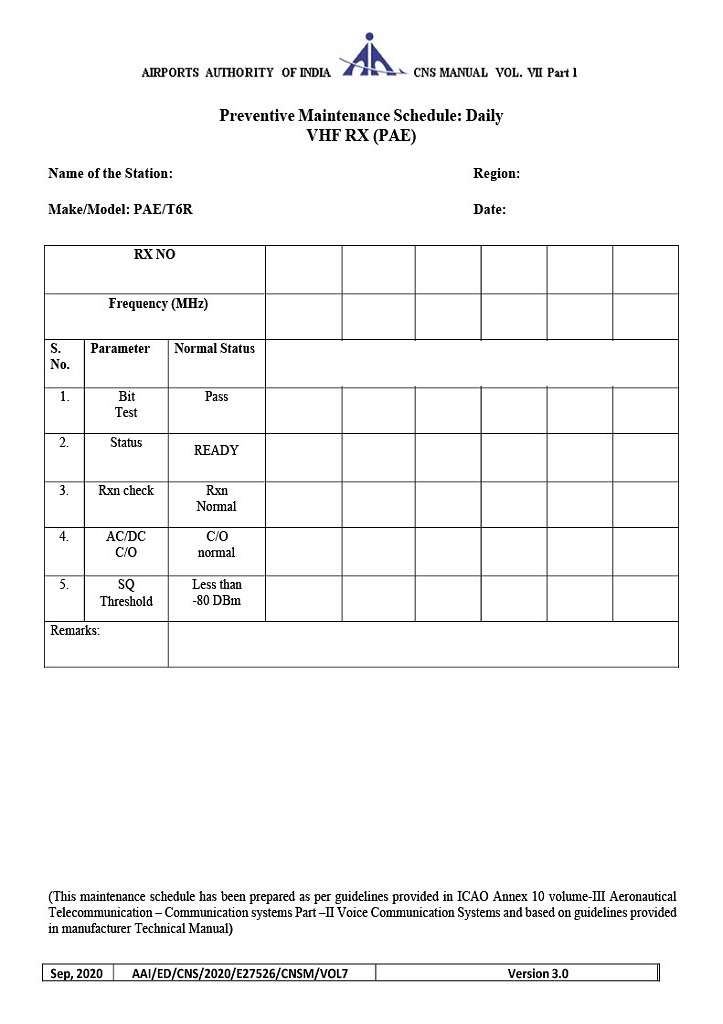 AIRPORTS AUTHORITY OF INDIA CNS MANUAL VOL. VII Part 1
Preventive Maintenance Schedule: Daily
VHF RX (PAE)
Name of the Station: Region:
Make/Model: PAE/T6R Date:
RX NO
Frequency (MHz)
S. Parameter Normal Status
No.
1. Bit Pass
Test
2. Status READY
3. Rxn check Rxn
Normal
4. AC/DC C/O
C/O normal
5. SQ Less than
Threshold -80 DBm
Remarks:
(This maintenance schedule has been prepared as per guidelines provided in ICAO Annex 10 volume-III Aeronautical
Telecommunication – Communication systems Part –II Voice Communication Systems and based on guidelines provided
in manufacturer Technical Manual)
Sep, 2020 AAI/ED/CNS/2020/E27526/CNSM/VOL7 Version 3.0